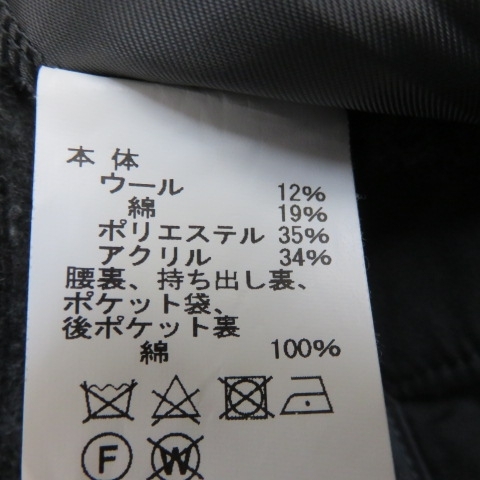 本体
ウール 12%
綿 19%
ポリエステル 35%
アクリル 34%
腰裏、持ち出し裏、
ポケット袋、
後ポケット裏
綿 100%
F W